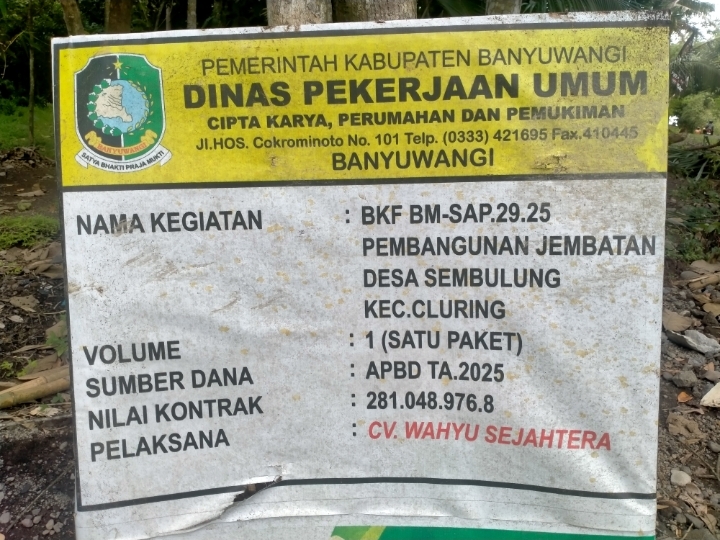 PEMERINTAH KABUPATEN BANYUWANGI
DINAS PEKERJAAN UMUM
CIPTA KARYA, PERUMAHAN DAN PEMUKIMAN
Jl.HOS. Cokrominoto No. 101 Telp. (0333) 421695 Fax.410445
BANYUWANGI
BANYUWANGI
SATYA BHAKTI PRAJA MUKTI
NAMA KEGIATAN : BKF BM-SAP.29.25
PEMBANGUNAN JEMBATAN
DESA SEMBULUNG
KEC.CLURING
VOLUME : 1 (SATU PAKET)
SUMBER DANA : APBD TA.2025
NILAI KONTRAK : 281.048.976.8
PELAKSANA : CV. WAHYU SEJAHTERA